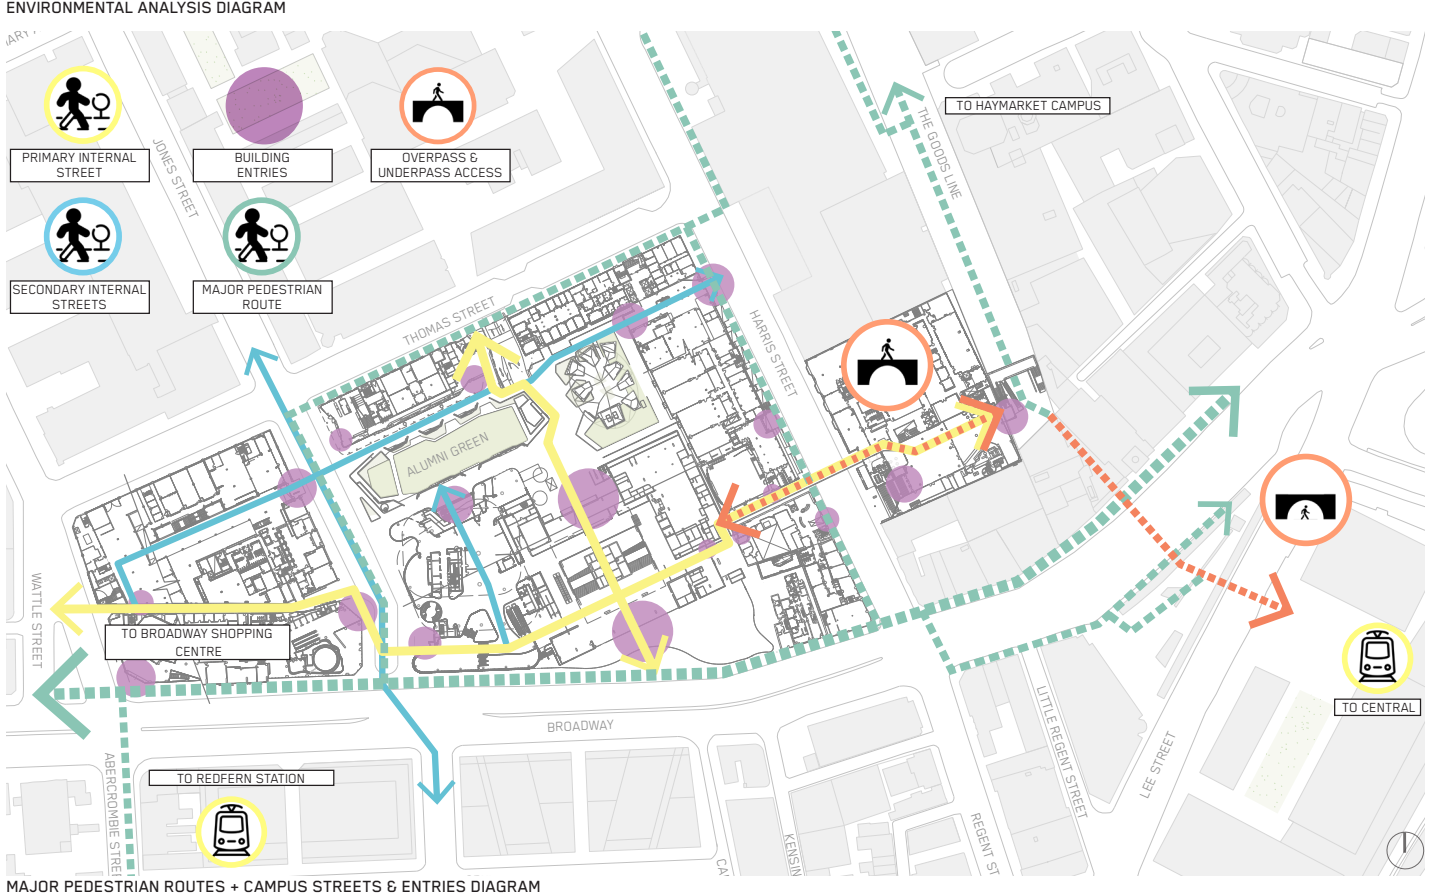 ENVIRONMENTAL ANALYSIS DIAGRAM
PRIMARY INTERNAL
STREET
BUILDING
ENTRIES
OVERPASS &
UNDERPASS ACCESS
TO HAYMARKET CAMPUS
JONES STREET
THE GOODS LINE
SECONDARY INTERNAL
STREETS
MAJOR PEDESTRIAN
ROUTE
THOMAS STREET
HARRIS STREET
ALUMNI GREEN
WATTLE STREET
TO BROADWAY SHOPPING
CENTRE
BROADWAY
TO CENTRAL
LITTLE REGENT STREET
LEE STREET
TO REDFERN STATION
ABERCROMBIE STREE
REGENT ST
KENSIN
MAJOR PEDESTRIAN ROUTES + CAMPUS STREETS & ENTRIES DIAGRAM